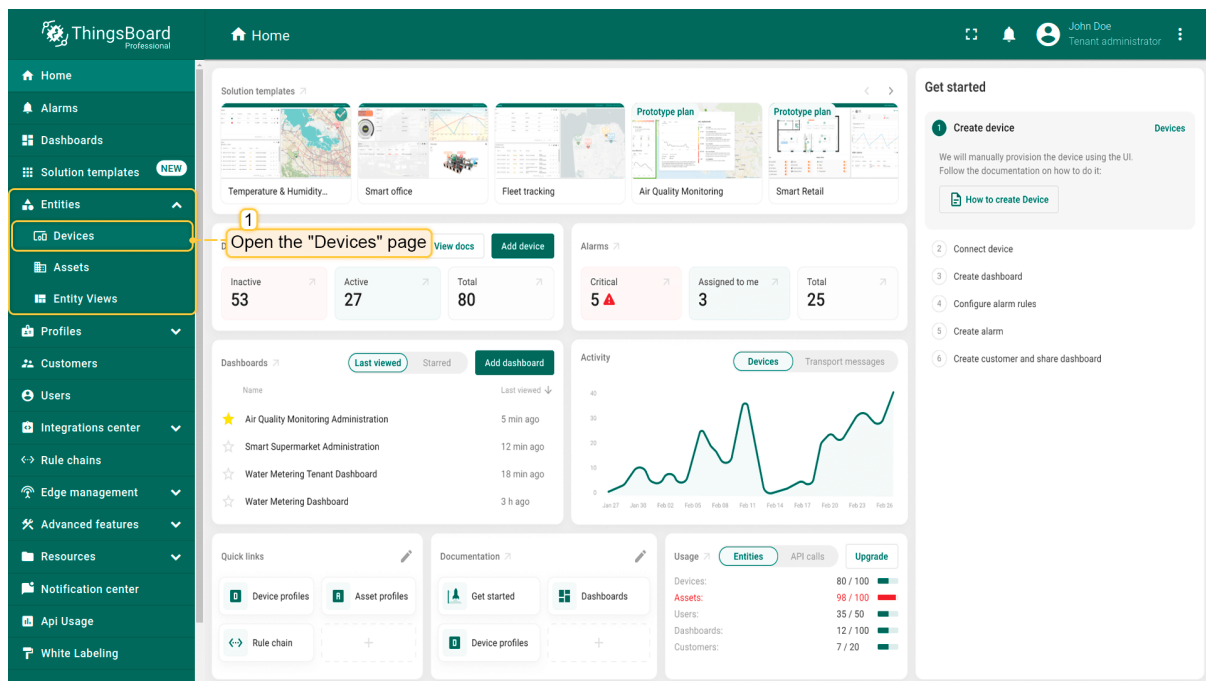 ThingsBoard
Professional
Home
John Doe
Tenant administrator
Home
Alarms
Dashboards
Solution templates NEW
Entities
Devices
Assets
Entity Views
Profiles
Customers
Users
Integrations center
Rule chains
Edge management
Advanced features
Resources
Notification center
Api Usage
White Labeling
1
Open the "Devices" page
Solution templates
Temperature & Humidity...
Smart office
Fleet tracking
Prototype plan
Air Quality Monitoring
Prototype plan
Smart Retail
View docs
Add device
Inactive
53
Active
27
Total
80
Alarms
Critical
5
Assigned to me
3
Total
25
Dashboards
Last viewed
Starred
Add dashboard
Name
Last viewed
Air Quality Monitoring Administration
5 min ago
Smart Supermarket Administration
12 min ago
Water Metering Tenant Dashboard
18 min ago
Water Metering Dashboard
3 h ago
Activity
Devices
Transport messages
40
30
20
10
0
Jan 27 Jan 30 Feb 02 Feb 05 Feb 08 Feb 11 Feb 14 Feb 17 Feb 20 Feb 23 Feb 26
Quick links
D Device profiles
A Asset profiles
Rule chain
+
Documentation
Get started
Dashboards
D Device profiles
+
Usage
Entities
API calls
Upgrade
Devices: 80 / 100
Assets: 98 / 100
Users: 35 / 50
Dashboards: 12 / 100
Customers: 7 / 20
Get started
1 Create device
Devices
We will manually provision the device using the UI.
Follow the documentation on how to do it:
How to create Device
2 Connect device
3 Create dashboard
4 Configure alarm rules
5 Create alarm
6 Create customer and share dashboard